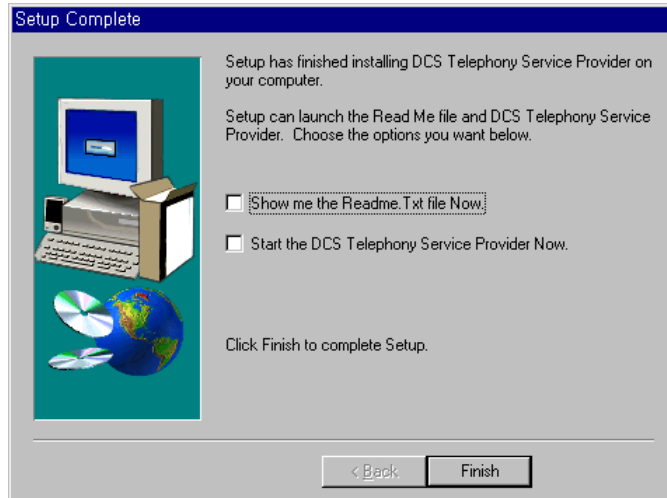 Setup Complete
Setup has finished installing DCS Telephony Service Provider on
your computer.
Setup can launch the Read Me file and DCS Telephony Service
Provider. Choose the options you want below.
Show me the Readme.Txt file Now.
Start the DCS Telephony Service Provider Now.
Click Finish to complete Setup.
< Back
Finish